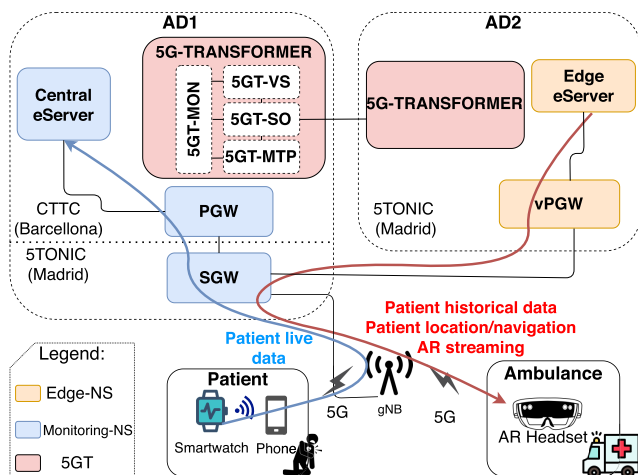 AD1
AD2
5G-TRANSFORMER
5GT-MON
5GT-VS
5GT-SO
5GT-MTP
Central
eServer
5G-TRANSFORMER
Edge
eServer
PGW
vPGW
CTTC
(Barcellona)
5TONIC
(Madrid)
5TONIC
(Madrid)
SGW
Patient live
data
Patient historical data
Patient location/navigation
AR streaming
Legend:
Edge-NS
Monitoring-NS
5GT
Patient
Smartwatch
Phone
5G
gNB
5G
Ambulance
AR Headset